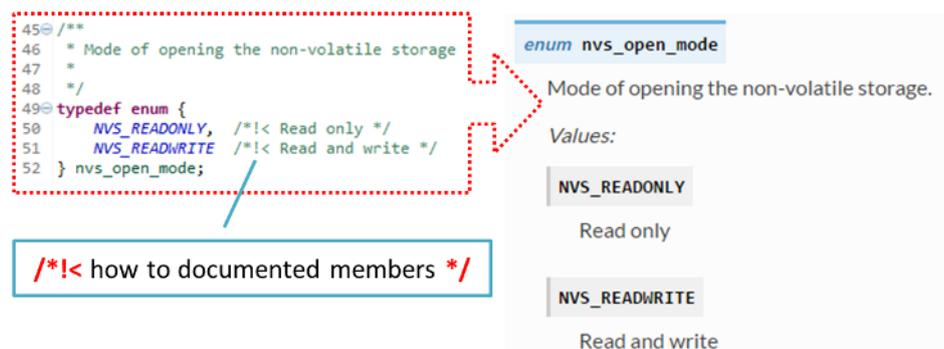 45 /**
46  * Mode of opening the non-volatile storage
47  *
48  */
49 typedef enum {
50     NVS_READONLY,  /*!< Read only */
51     NVS_READWRITE  /*!< Read and write */
52 } nvs_open_mode;
/*!< how to documented members */
enum nvs_open_mode
Mode of opening the non-volatile storage.
Values:
NVS_READONLY
Read only
NVS_READWRITE
Read and write